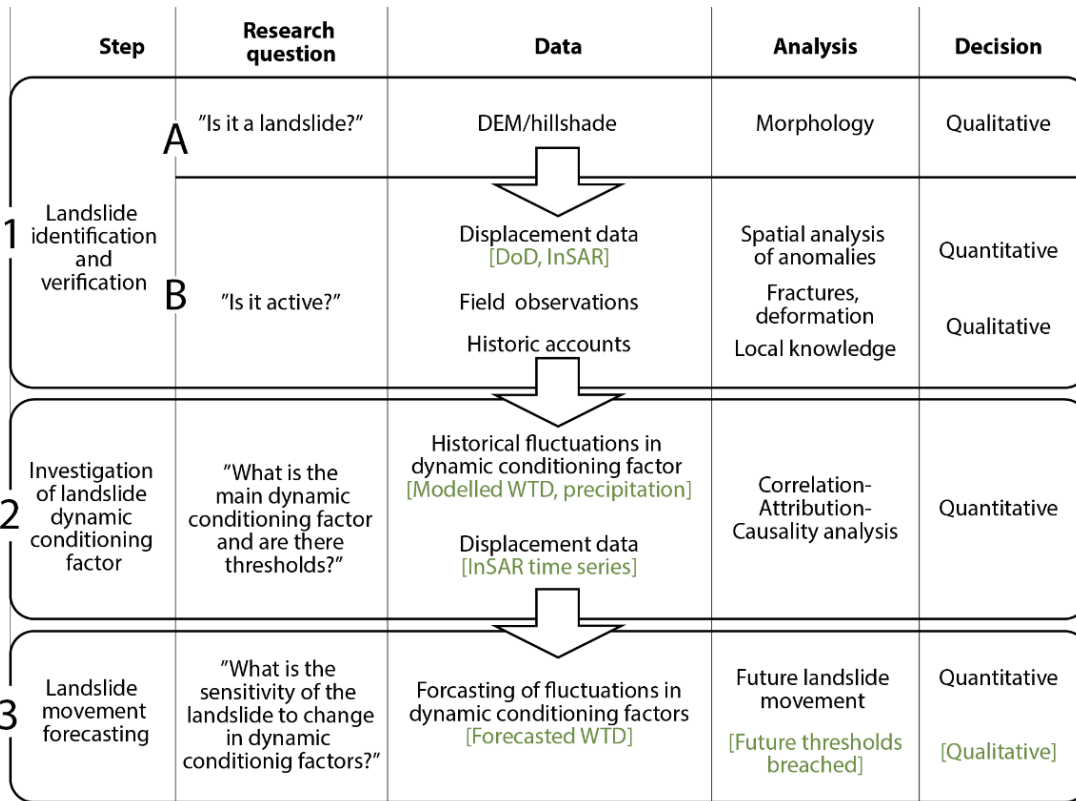 Step
Research
question
Data
Analysis
Decision
1
Landslide
identification
and
verification
A
"Is it a landslide?"
DEM/hillshade
Morphology
Qualitative
B
"Is it active?"
Displacement data
[DoD, InSAR]
Field observations
Historic accounts
Spatial analysis
of anomalies
Fractures,
deformation
Local knowledge
Quantitative
Qualitative
2
Investigation
of landslide
dynamic
conditioning
factor
"What is the
main dynamic
conditioning factor
and are there
thresholds?"
Historical fluctuations in
dynamic conditioning factor
[Modelled WTD, precipitation]
Displacement data
[InSAR time series]
Correlation-
Attribution-
Causality analysis
Quantitative
3
Landslide
movement
forecasting
"What is the
sensitivity of the
landslide to change
in dynamic
conditionig factors?"
Forcasting of fluctuations in
dynamic conditioning factors
[Forecasted WTD]
Future landslide
movement
[Future thresholds
breached]
Quantitative
[Qualitative]